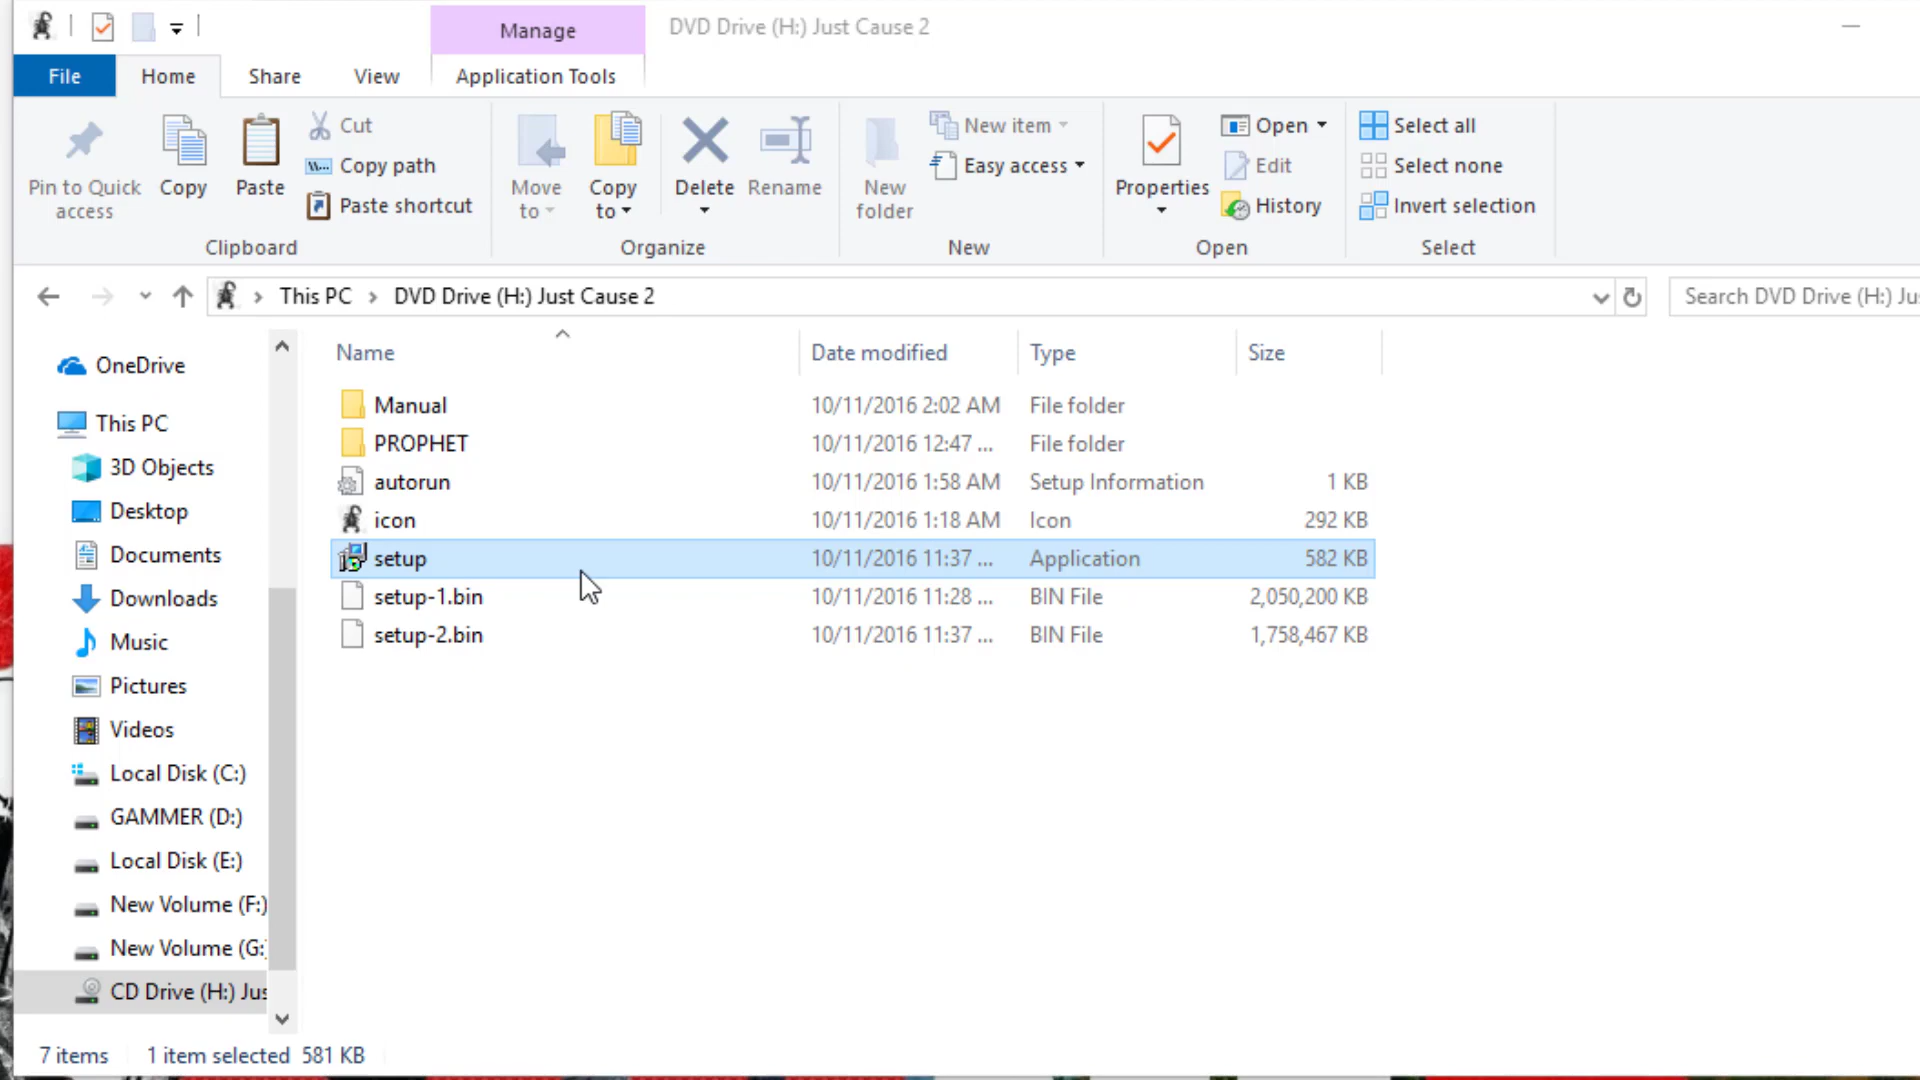 Manage
DVD Drive (H:) Just Cause 2
File
Home
Share
View
Application Tools
Pin to Quick access
Copy
Paste
Cut
Copy path
Paste shortcut
Clipboard
Move to
Copy to
Delete
Rename
Organize
New folder
New item
Easy access
New
Properties
Open
Edit
History
Open
Select all
Select none
Invert selection
Select
This PC
DVD Drive (H:) Just Cause 2
Search DVD Drive (H:) Ju
OneDrive
This PC
3D Objects
Desktop
Documents
Downloads
Music
Pictures
Videos
Local Disk (C:)
GAMMER (D:)
Local Disk (E:)
New Volume (F:)
New Volume (G:
CD Drive (H:) Jus
Name Date modified Type Size
Manual 10/11/2016 2:02 AM File folder
PROPHET 10/11/2016 12:47 ... File folder
autorun 10/11/2016 1:58 AM Setup Information 1 KB
icon 10/11/2016 1:18 AM Icon 292 KB
setup 10/11/2016 11:37 ... Application 582 KB
setup-1.bin 10/11/2016 11:28 ... BIN File 2,050,200 KB
setup-2.bin 10/11/2016 11:37 ... BIN File 1,758,467 KB
7 items 1 item selected 581 KB